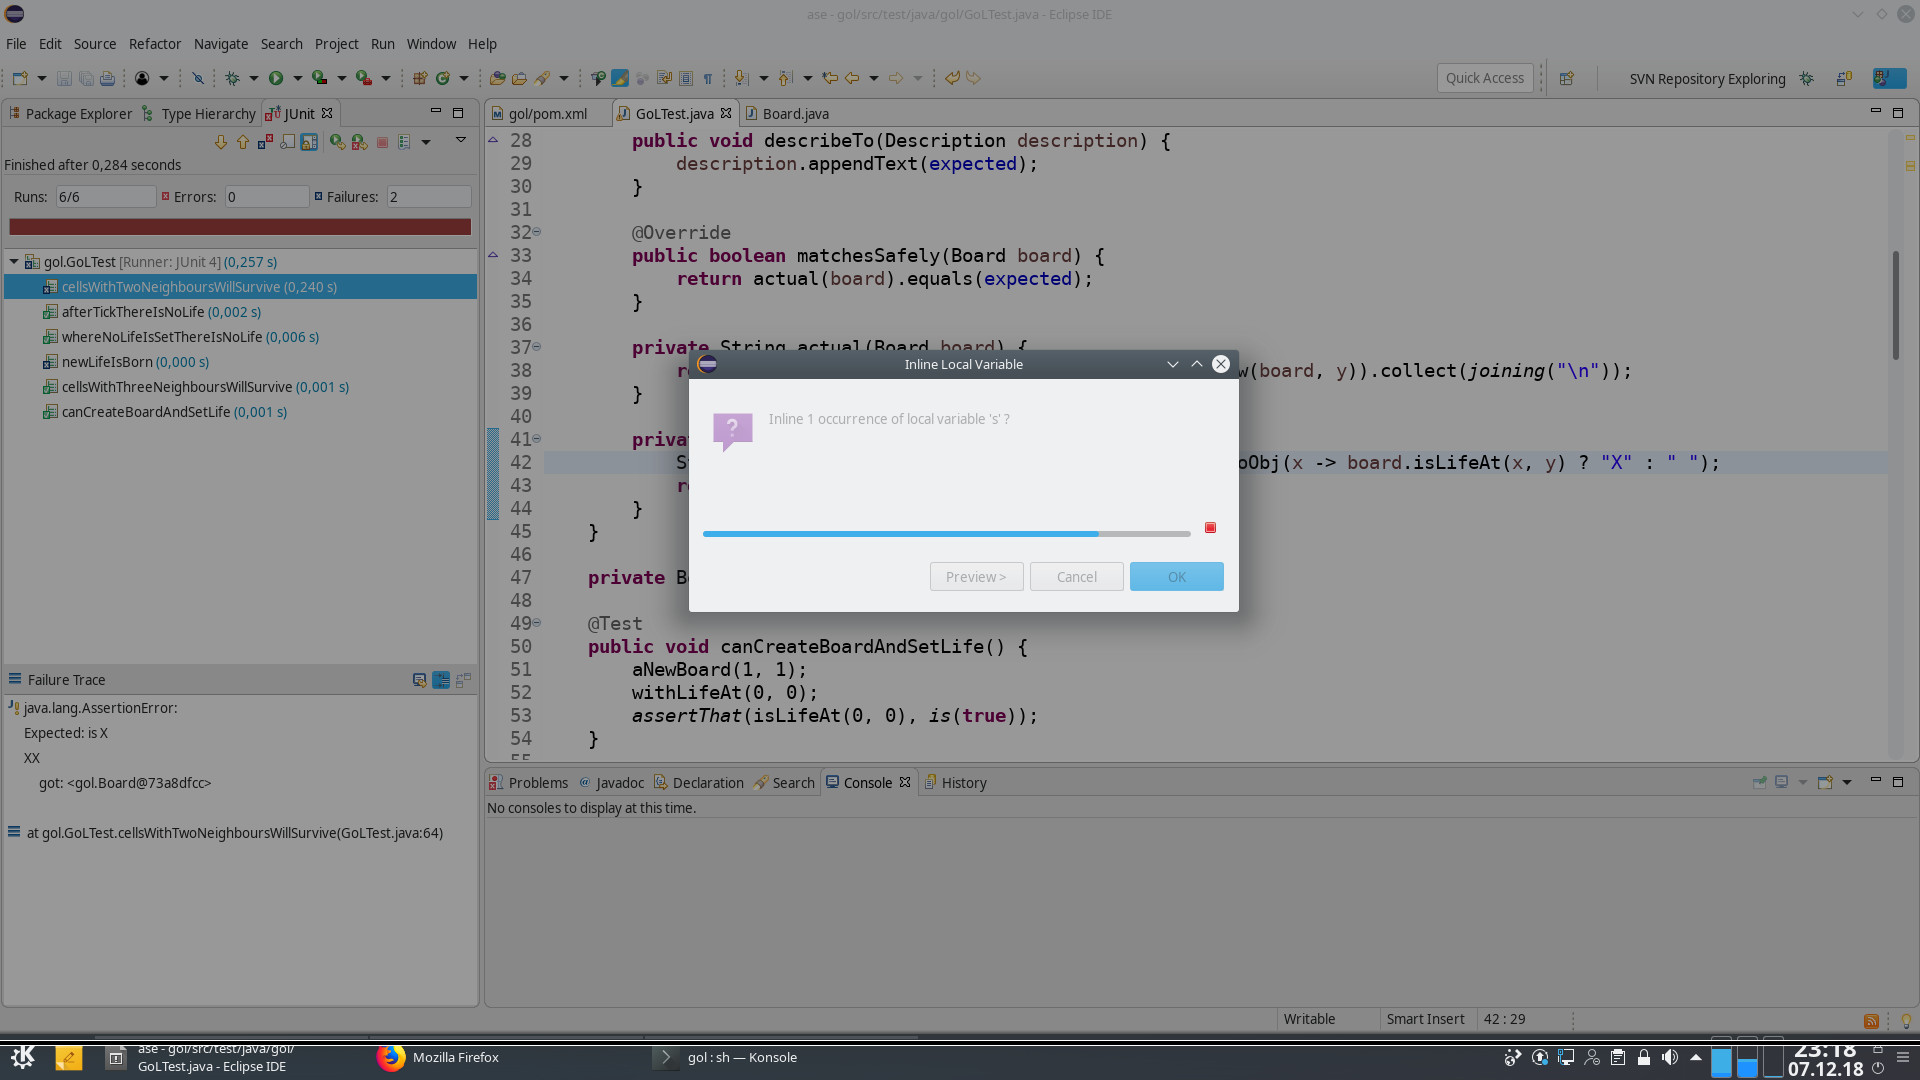 ase - gol/src/test/java/gol/GoLTest.java - Eclipse IDE
File Edit Source Refactor Navigate Search Project Run Window Help
Quick Access
SVN Repository Exploring
Package Explorer Type Hierarchy JUnit
Finished after 0,284 seconds
Runs: 6/6 Errors: 0 Failures: 2
gol.GoLTest [Runner: JUnit 4] (0,257 s)
cellsWithTwoNeighboursWillSurvive (0,240 s)
afterTickThereIsNoLife (0,002 s)
whereNoLifeIsSetThereIsNoLife (0,006 s)
newLifeIsBorn (0,000 s)
cellsWithThreeNeighboursWillSurvive (0,001 s)
canCreateBoardAndSetLife (0,001 s)
Failure Trace
java.lang.AssertionError:
Expected: is X
XX
got: <gol.Board@73a8dfcc>
at gol.GoLTest.cellsWithTwoNeighboursWillSurvive(GoLTest.java:64)
gol/pom.xml GoLTest.java Board.java
28 public void describeTo(Description description) {
29 description.appendText(expected);
30 }
31
32 @Override
33 public boolean matchesSafely(Board board) {
34 return actual(board).equals(expected);
35 }
36
37 private String actual(Board board) {
38 (board, y)).collect(joining("\n"));
39 }
40
41
42 Obj(x -> board.isLifeAt(x, y) ? "X" : " ");
43
44 }
45 }
46
47 private
48
49 @Test
50 public void canCreateBoardAndSetLife() {
51 aNewBoard(1, 1);
52 withLifeAt(0, 0);
53 assertThat(isLifeAt(0, 0), is(true));
54 }
55
Inline Local Variable
Inline 1 occurrence of local variable 's' ?
Preview > Cancel OK
Problems Javadoc Declaration Search Console History
No consoles to display at this time.
Writable Smart Insert 42 : 29
ase - gol/src/test/java/gol/
GoLTest.java - Eclipse IDE
Mozilla Firefox
gol : sh — Konsole
23:18
07.12.18